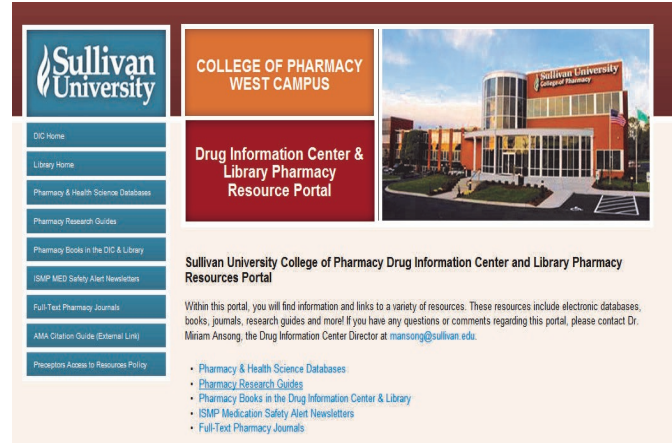 Sullivan
University
COLLEGE OF PHARMACY
WEST CAMPUS
Drug Information Center &
Library Pharmacy
Resource Portal
Sullivan University
College of Pharmacy
DIC Home
Library Home
Pharmacy & Health Science Databases
Pharmacy Research Guides
Pharmacy Books in the DIC & Library
ISMP MED Safety Alert Newsletters
Full-Text Pharmacy Journals
AMA Citation Guide (External Link)
Preceptors Access to Resources Policy
Sullivan University College of Pharmacy Drug Information Center and Library Pharmacy
Resources Portal
Within this portal, you will find information and links to a variety of resources. These resources include electronic databases,
books, journals, research guides and more! If you have any questions or comments regarding this portal, please contact Dr.
Miriam Ansong, the Drug Information Center Director at mansong@sullivan.edu.
• Pharmacy & Health Science Databases
• Pharmacy Research Guides
• Pharmacy Books in the Drug Information Center & Library
• ISMP Medication Safety Alert Newsletters
• Full-Text Pharmacy Journals